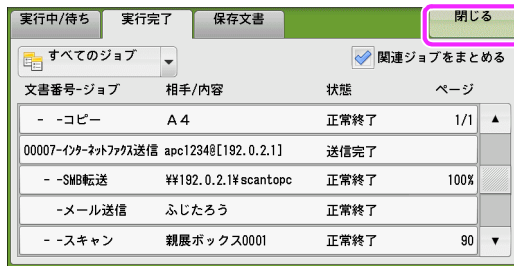 実行中/待ち 実行完了 保存文書 閉じる
すべてのジョブ 関連ジョブをまとめる
文書番号-ジョブ 相手/内容 状態 ページ
- -コピー A4 正常終了 1/1
00007-インターネットファクス送信 apc1234@[192.0.2.1] 送信完了
- -SMB転送 ¥¥192.0.2.1¥scantopc 正常終了 100%
-メール送信 ふじたろう 正常終了
- -スキャン 親展ボックス0001 正常終了 90